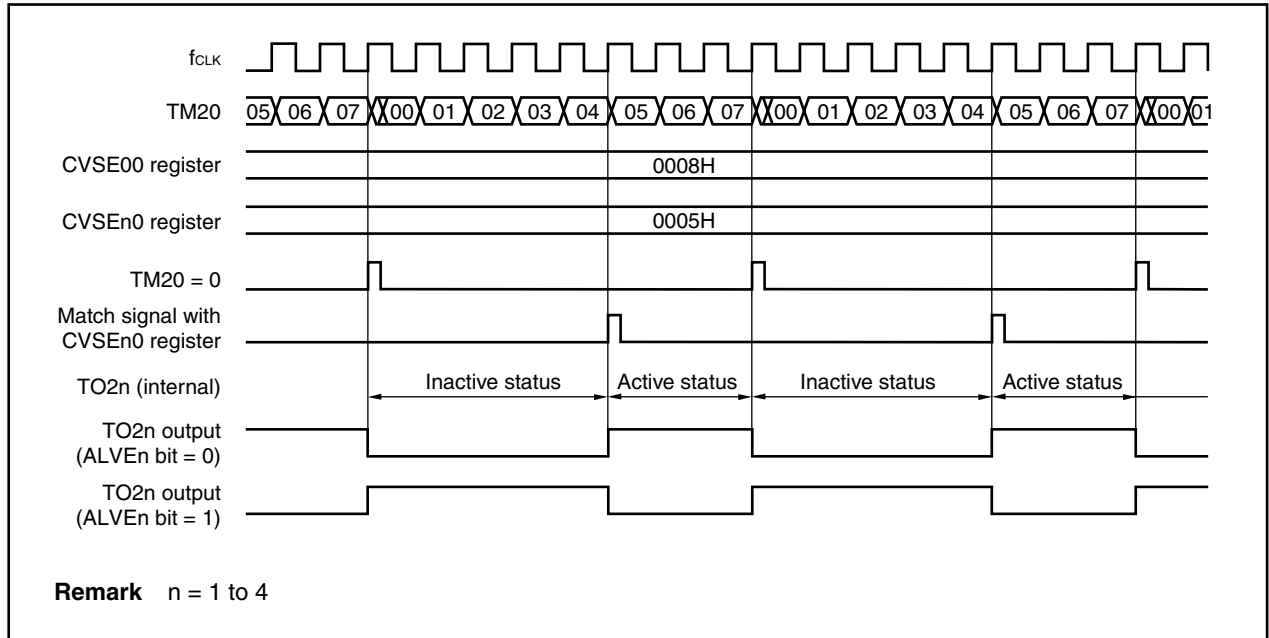 fCLK
TM20 05 06 07 00 01 02 03 04 05 06 07 00 01 02 03 04 05 06 07 00 01
CVSE00 register 0008H
CVSEn0 register 0005H
TM20 = 0
Match signal with
CVSEn0 register
TO2n (internal) Inactive status Active status Inactive status Active status
TO2n output
(ALVEn bit = 0)
TO2n output
(ALVEn bit = 1)
Remark n = 1 to 4